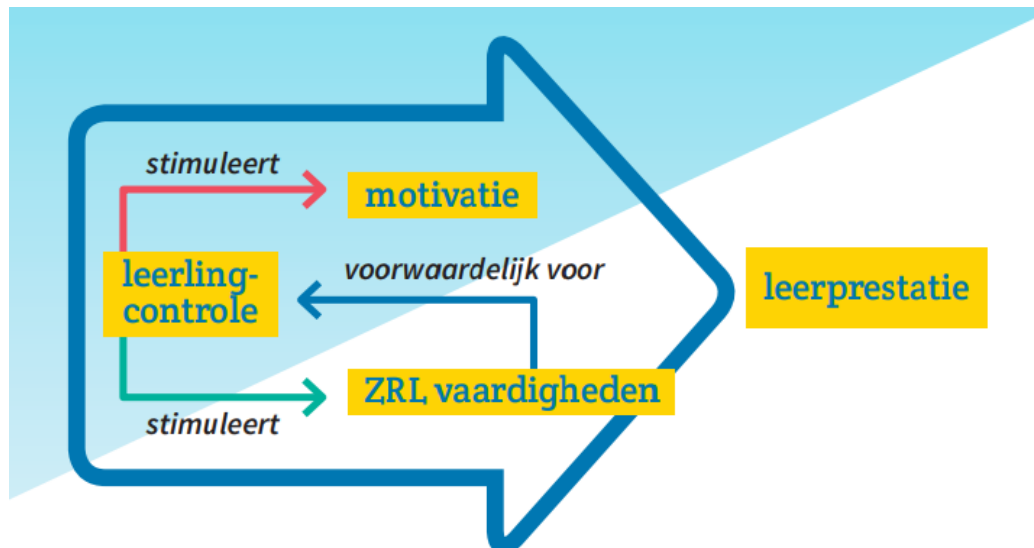 stimuleert
motivatie
leerling-
controle
voorwaardelijk voor
leerprestatie
ZRL vaardigheden
stimuleert